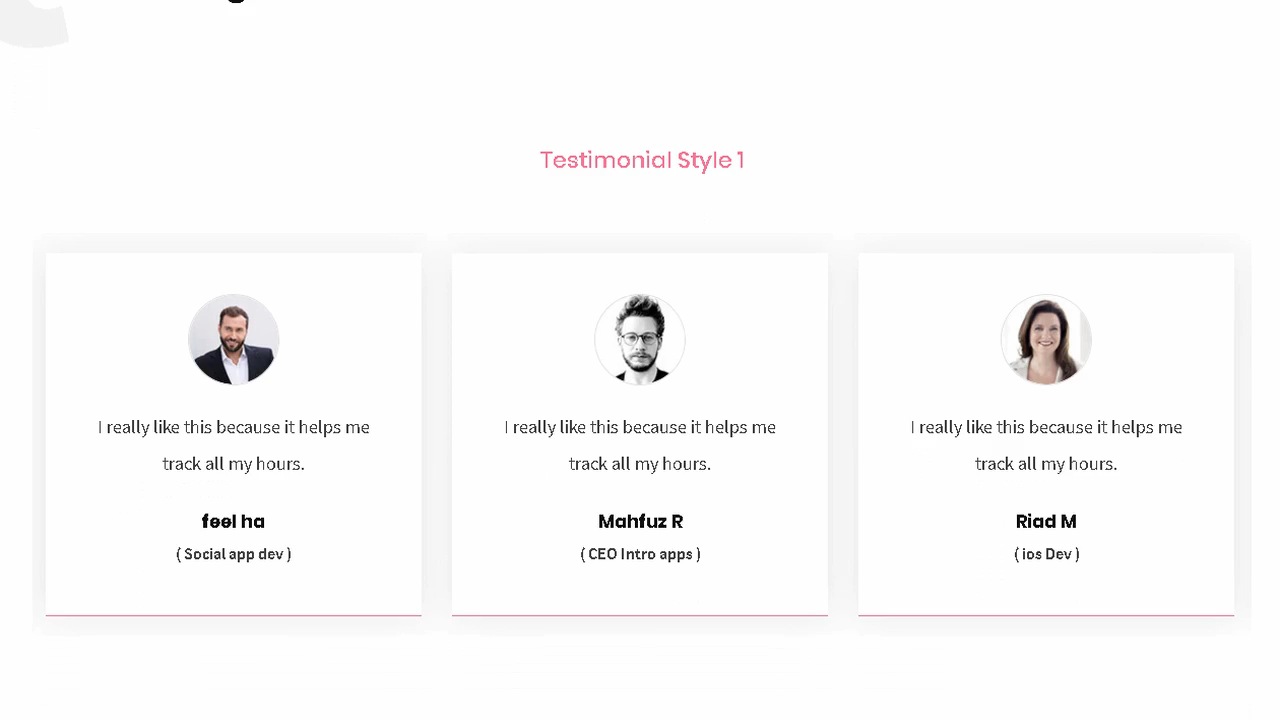 Testimonial Style 1
I really like this because it helps me
track all my hours.
feel ha
( Social app dev )
I really like this because it helps me
track all my hours.
Mahfuz R
( CEO Intro apps )
I really like this because it helps me
track all my hours.
Riad M
( ios Dev )